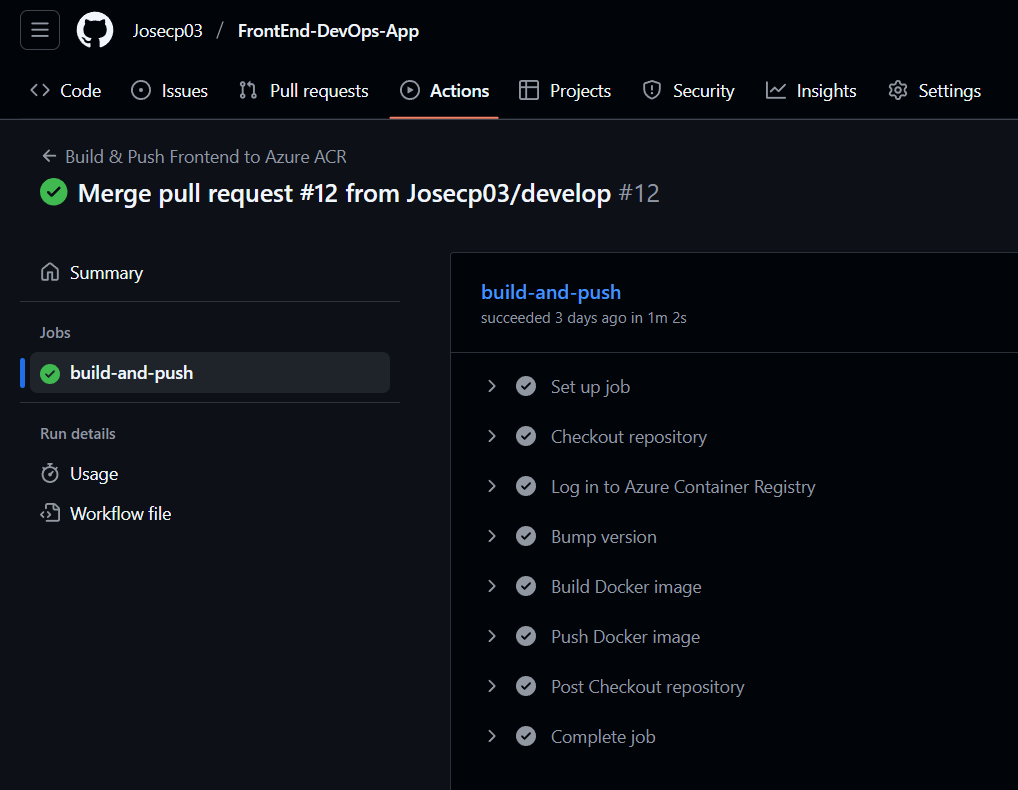 Josecp03 / FrontEnd-DevOps-App
Code Issues Pull requests Actions Projects Security Insights Settings
Build & Push Frontend to Azure ACR
Merge pull request #12 from Josecp03/develop #12
Summary
Jobs
build-and-push
Run details
Usage
Workflow file
build-and-push
succeeded 3 days ago in 1m 2s
Set up job
Checkout repository
Log in to Azure Container Registry
Bump version
Build Docker image
Push Docker image
Post Checkout repository
Complete job